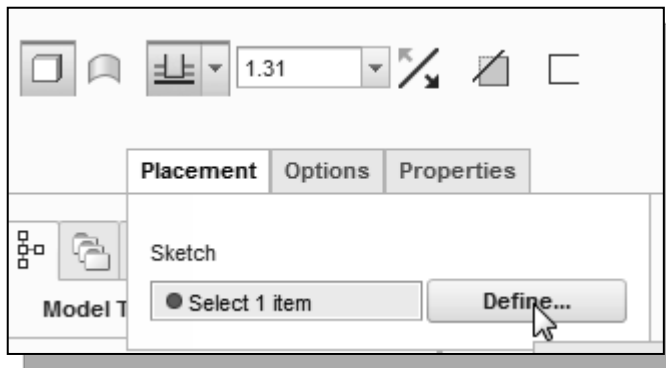 1.31
Placement Options Properties
Sketch
Select 1 item Define...
Model T